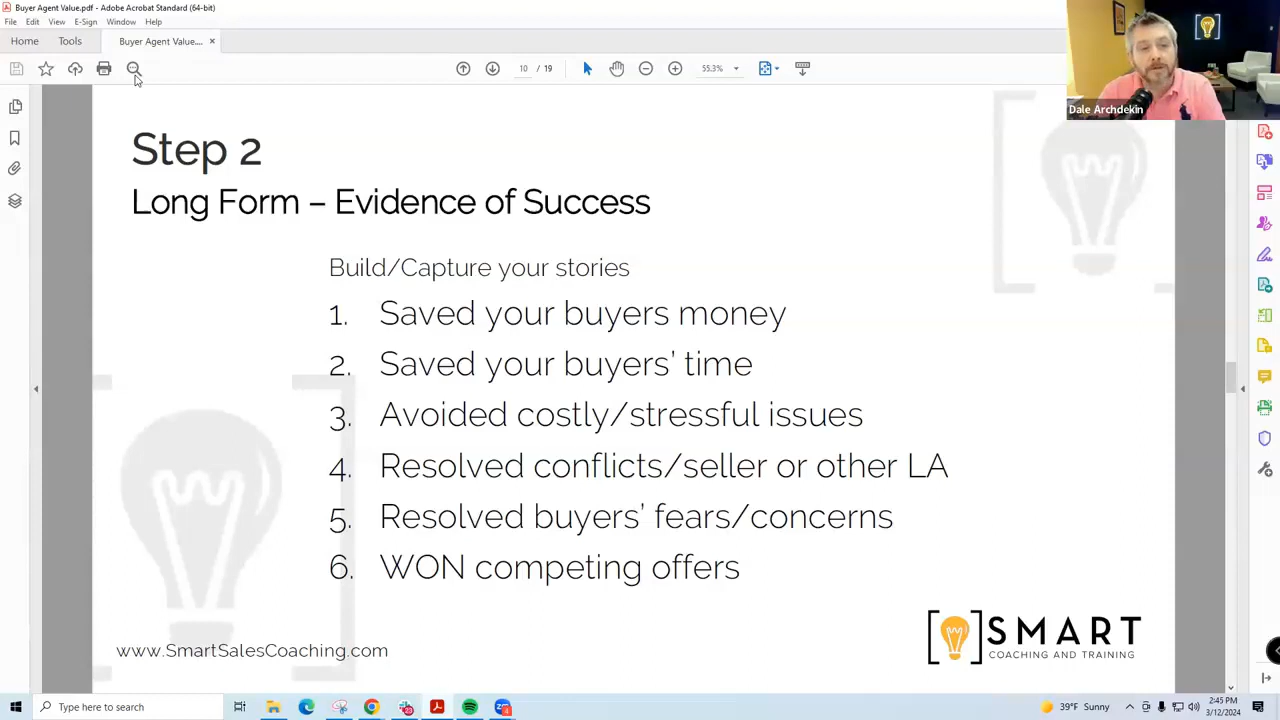 Buyer Agent Value.pdf - Adobe Acrobat Standard (64-bit)
File Edit View E-Sign Window Help
Home Tools Buyer Agent Value.... ×
10 / 19 55.3%
Dale Archdekin
Step 2
Long Form – Evidence of Success
Build/Capture your stories
1. Saved your buyers money
2. Saved your buyers’ time
3. Avoided costly/stressful issues
4. Resolved conflicts/seller or other LA
5. Resolved buyers’ fears/concerns
6. WON competing offers
www.SmartSalesCoaching.com
SMART
COACHING AND TRAINING
Type here to search
23
4
39°F Sunny
2:45 PM
3/12/2024